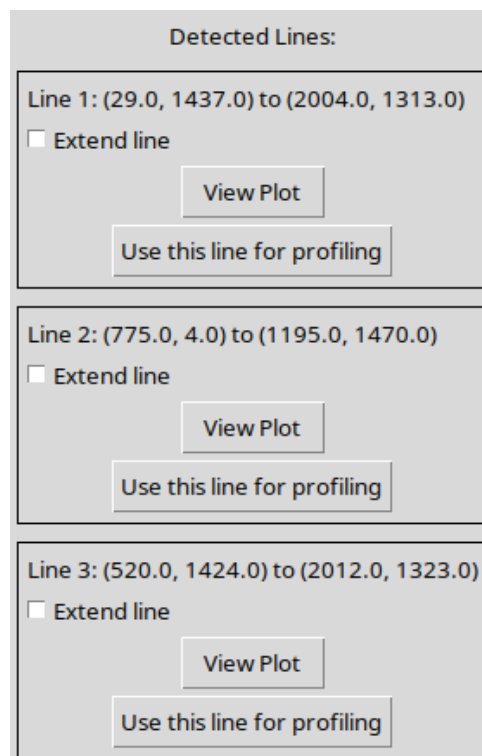 Detected Lines:
Line 1: (29.0, 1437.0) to (2004.0, 1313.0)
Extend line
View Plot
Use this line for profiling
Line 2: (775.0, 4.0) to (1195.0, 1470.0)
Extend line
View Plot
Use this line for profiling
Line 3: (520.0, 1424.0) to (2012.0, 1323.0)
Extend line
View Plot
Use this line for profiling